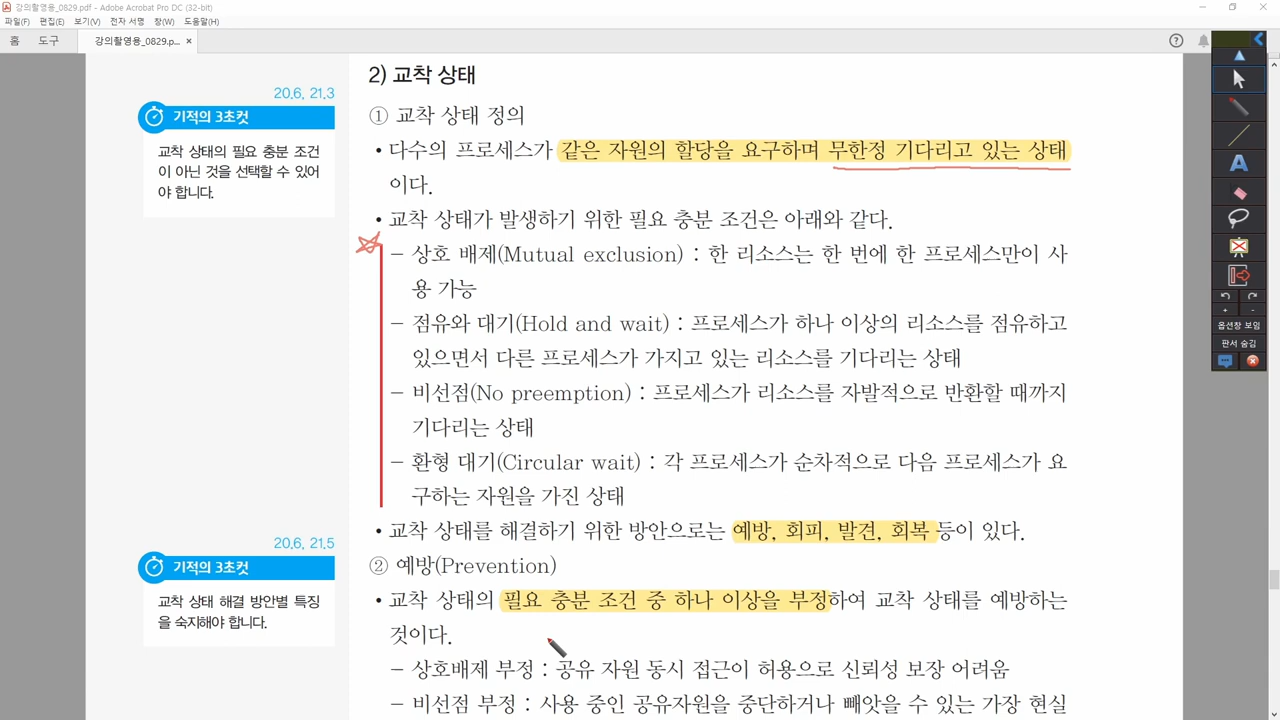 강의촬영용_0829.pdf - Adobe Acrobat Pro DC (32-bit)
파일(F) 편집(E) 보기(V) 전자 서명 창(W) 도움말(H)
홈 도구 강의촬영용_0829.p... ×
2) 교착 상태
20.6, 21.3
기적의 3초컷
교착 상태의 필요 충분 조건
이 아닌 것을 선택할 수 있어
야 합니다.
① 교착 상태 정의
• 다수의 프로세스가 같은 자원의 할당을 요구하며 무한정 기다리고 있는 상태
이다.
• 교착 상태가 발생하기 위한 필요 충분 조건은 아래와 같다.
– 상호 배제(Mutual exclusion) : 한 리소스는 한 번에 한 프로세스만이 사
용 가능
– 점유와 대기(Hold and wait) : 프로세스가 하나 이상의 리소스를 점유하고
있으면서 다른 프로세스가 가지고 있는 리소스를 기다리는 상태
– 비선점(No preemption) : 프로세스가 리소스를 자발적으로 반환할 때까지
기다리는 상태
– 환형 대기(Circular wait) : 각 프로세스가 순차적으로 다음 프로세스가 요
구하는 자원을 가진 상태
• 교착 상태를 해결하기 위한 방안으로는 예방, 회피, 발견, 회복 등이 있다.
20.6, 21.5
기적의 3초컷
교착 상태 해결 방안별 특징
을 숙지해야 합니다.
② 예방(Prevention)
• 교착 상태의 필요 충분 조건 중 하나 이상을 부정하여 교착 상태를 예방하는
것이다.
– 상호배제 부정 : 공유 자원 동시 접근이 허용으로 신뢰성 보장 어려움
– 비선점 부정 : 사용 중인 공유자원을 중단하거나 빼앗을 수 있는 가장 현실
A
+ -
옵션창 보임
판서 숨김